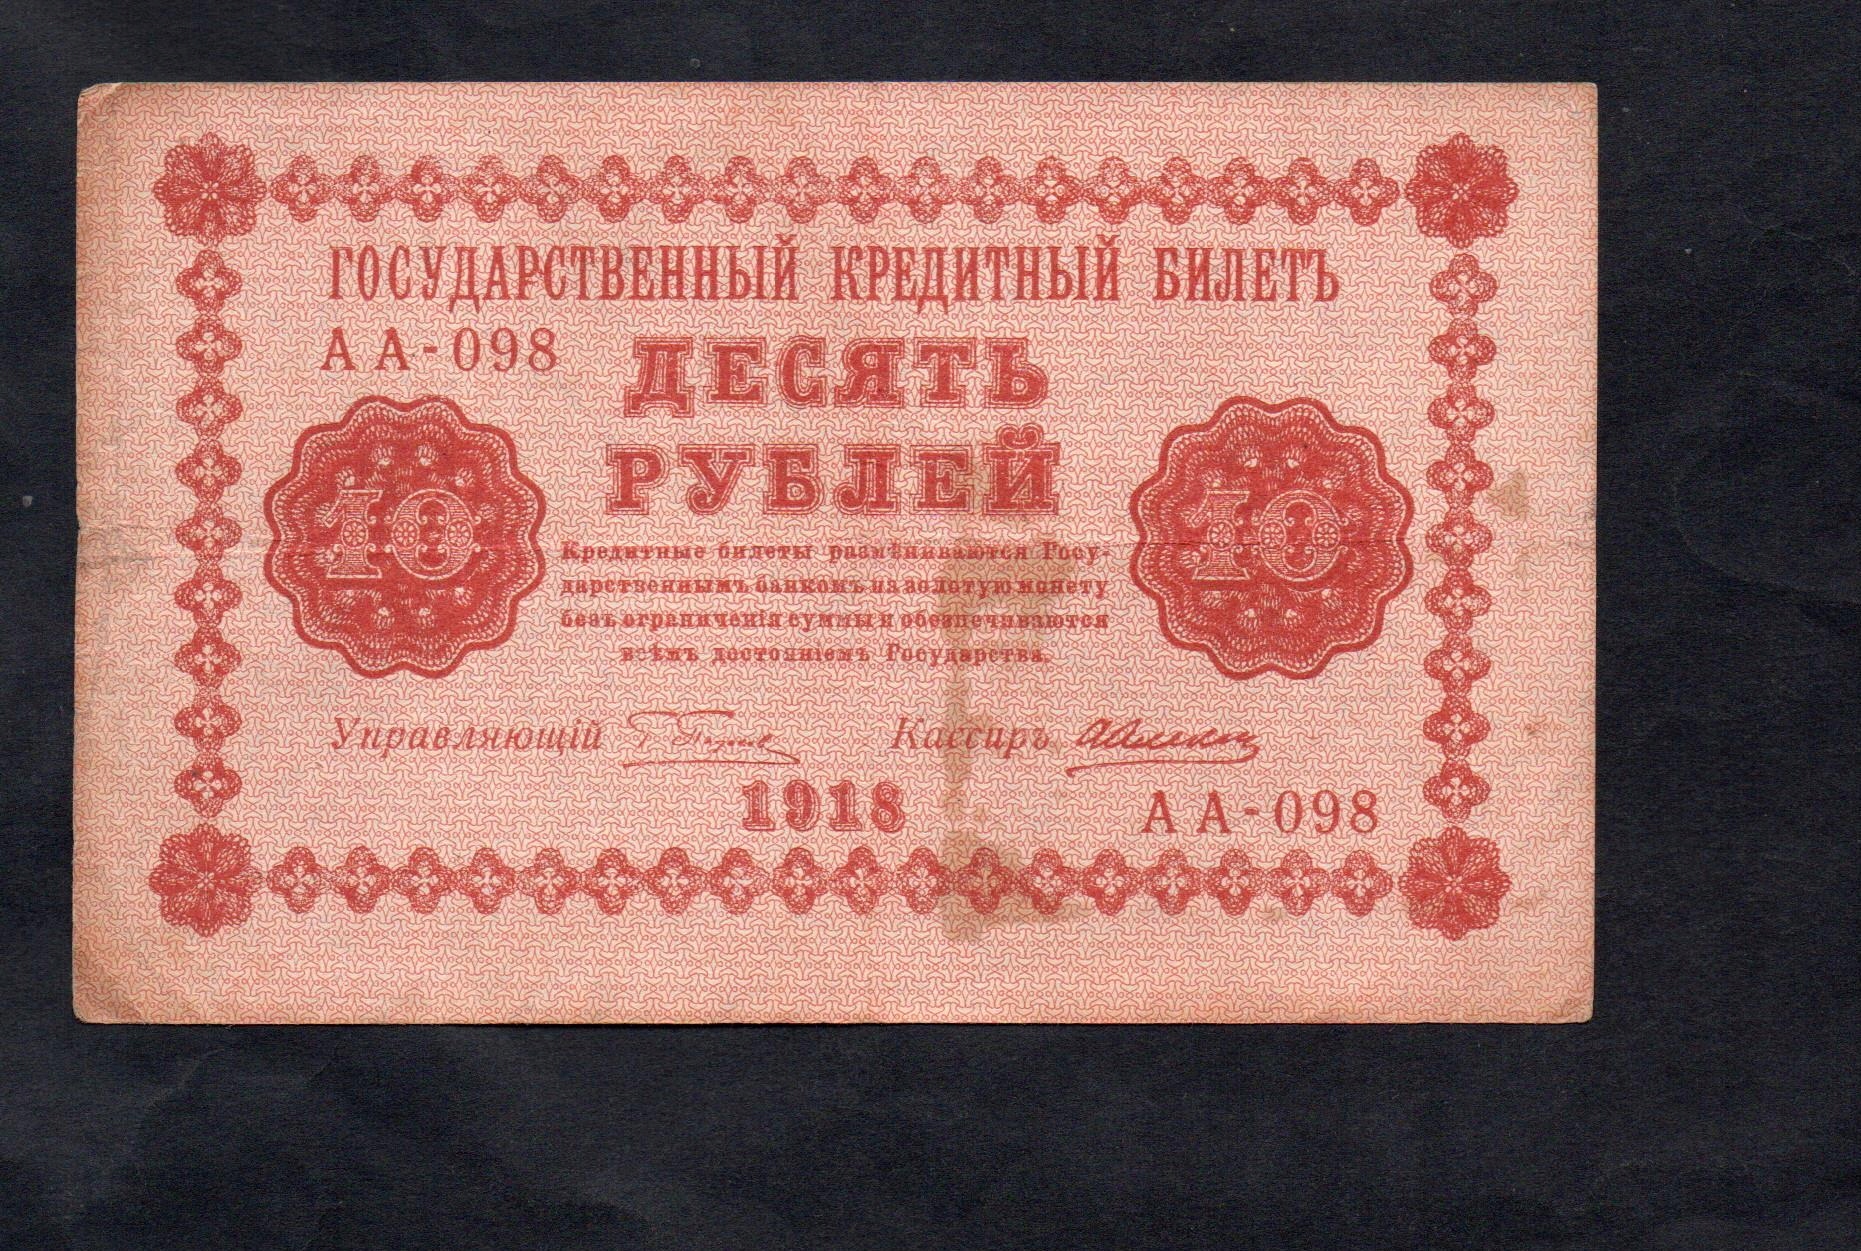 ГОСУДАРСТВЕННЫЙ КРЕДИТНЫЙ БИЛЕТЪ
АА-098
ДЕСЯТЬ
РУБЛЕЙ
10
10
Кредитные билеты размѣниваются Госу-
дарственнымъ банкомъ на золотую монету
безъ ограниченія суммы и обезпечиваются
всѣмъ достояніемъ Государства.
Управляющій
Кассиръ
1918
АА-098